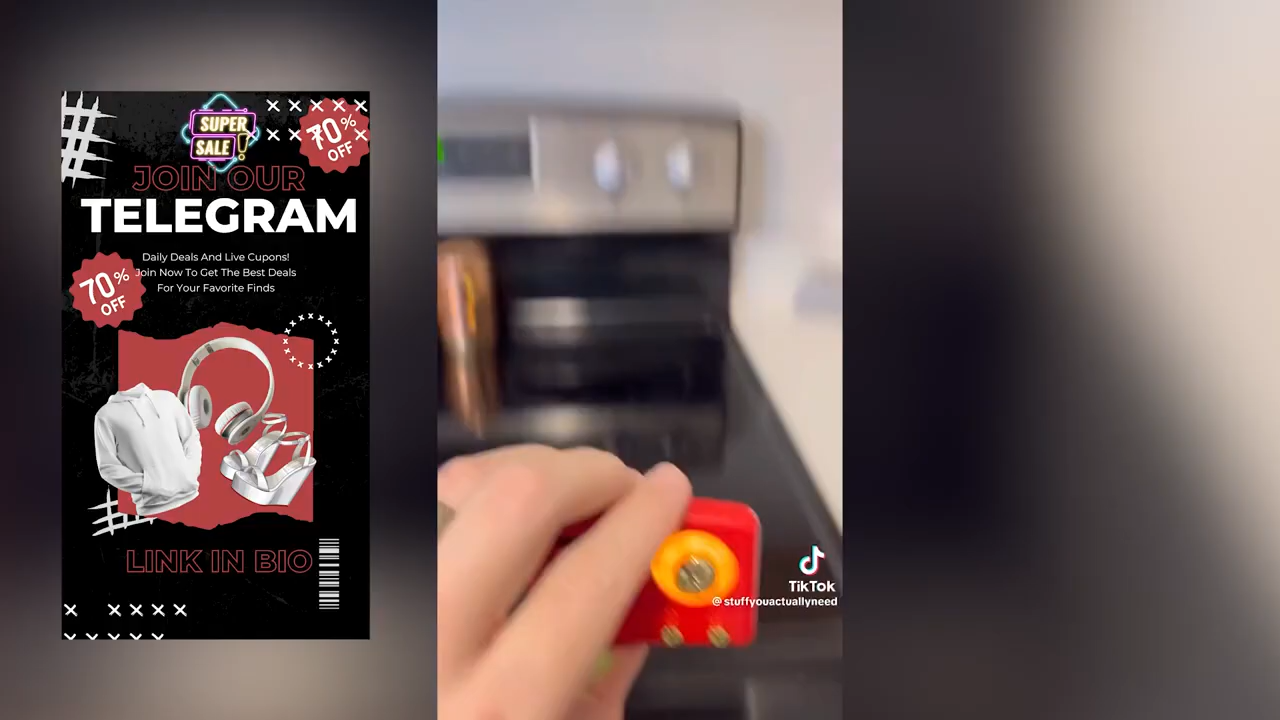 SUPER
SALE!
70%
OFF
JOIN OUR
TELEGRAM
Daily Deals And Live Cupons!
Join Now To Get The Best Deals
For Your Favorite Finds
70%
OFF
LINK IN BIO
TikTok
@stuffyouactuallyneed